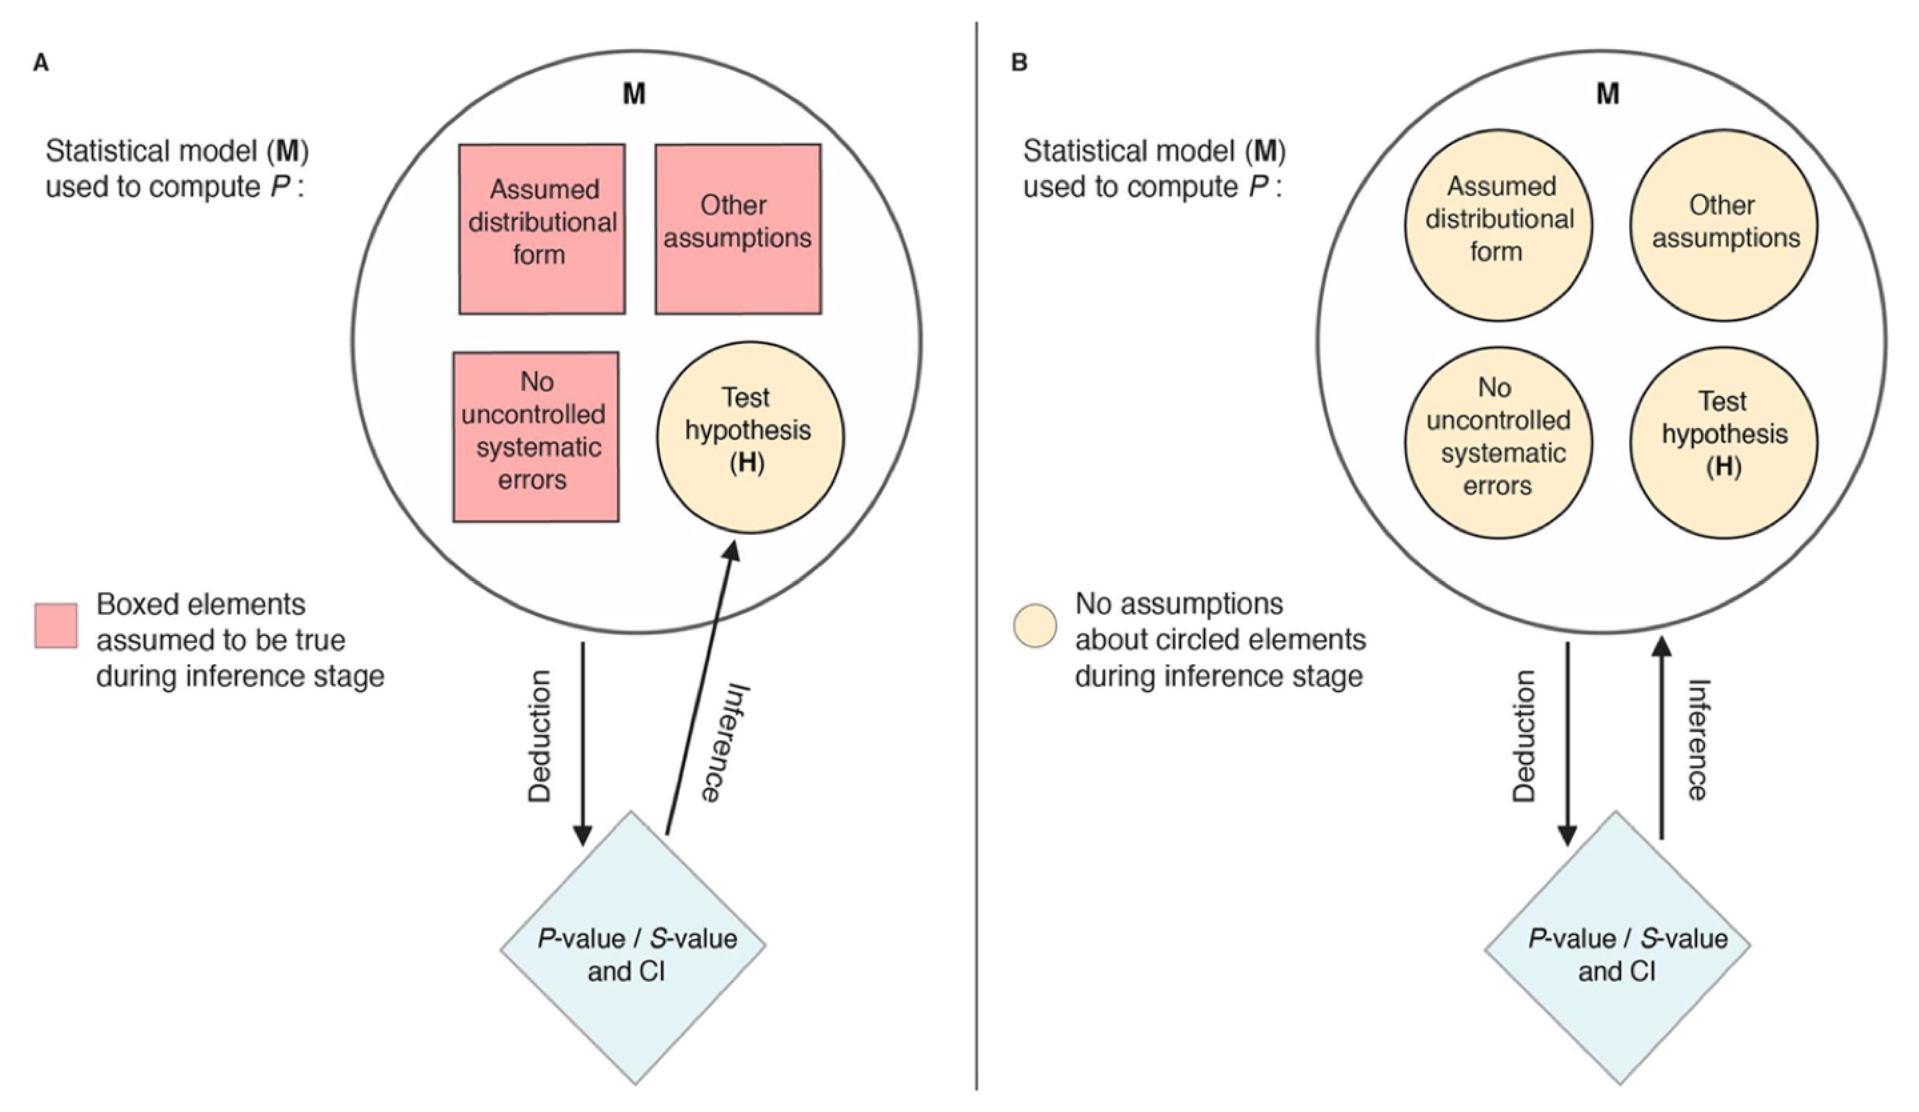 A
M
Statistical model (M)
used to compute P :
Assumed
distributional
form
Other
assumptions
No
uncontrolled
systematic
errors
Test
hypothesis
(H)
Boxed elements
assumed to be true
during inference stage
Deduction
Inference
P-value / S-value
and CI
B
M
Statistical model (M)
used to compute P :
Assumed
distributional
form
Other
assumptions
No
uncontrolled
systematic
errors
Test
hypothesis
(H)
No assumptions
about circled elements
during inference stage
Deduction
Inference
P-value / S-value
and CI